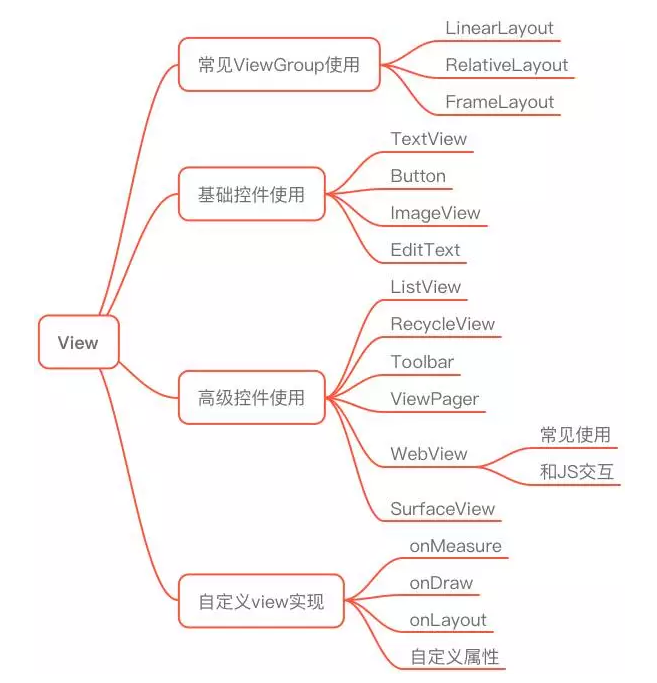 View
常见ViewGroup使用
LinearLayout
RelativeLayout
FrameLayout
基础控件使用
TextView
Button
ImageView
EditText
高级控件使用
ListView
RecycleView
Toolbar
ViewPager
WebView
常见使用
和JS交互
SurfaceView
自定义view实现
onMeasure
onDraw
onLayout
自定义属性